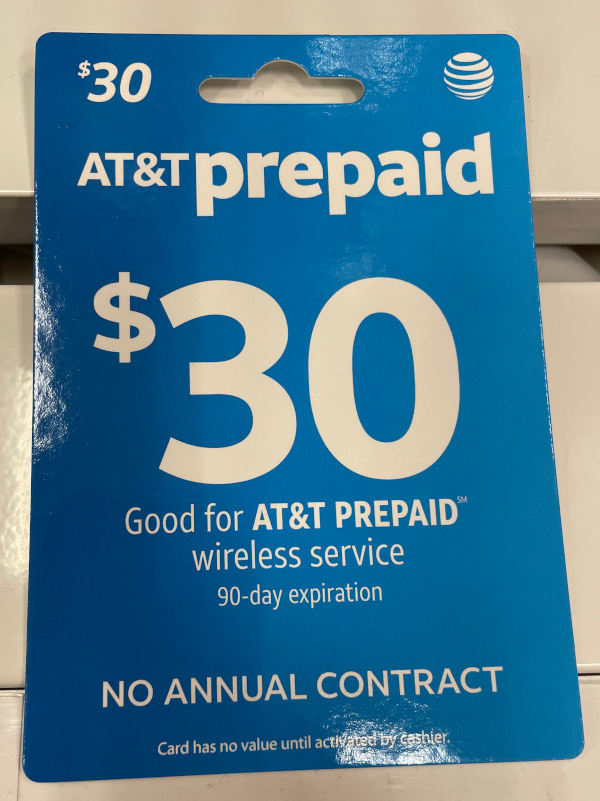 $30
AT&T prepaid
$30
Good for AT&T PREPAID℠
wireless service
90-day expiration
NO ANNUAL CONTRACT
Card has no value until activated by cashier.